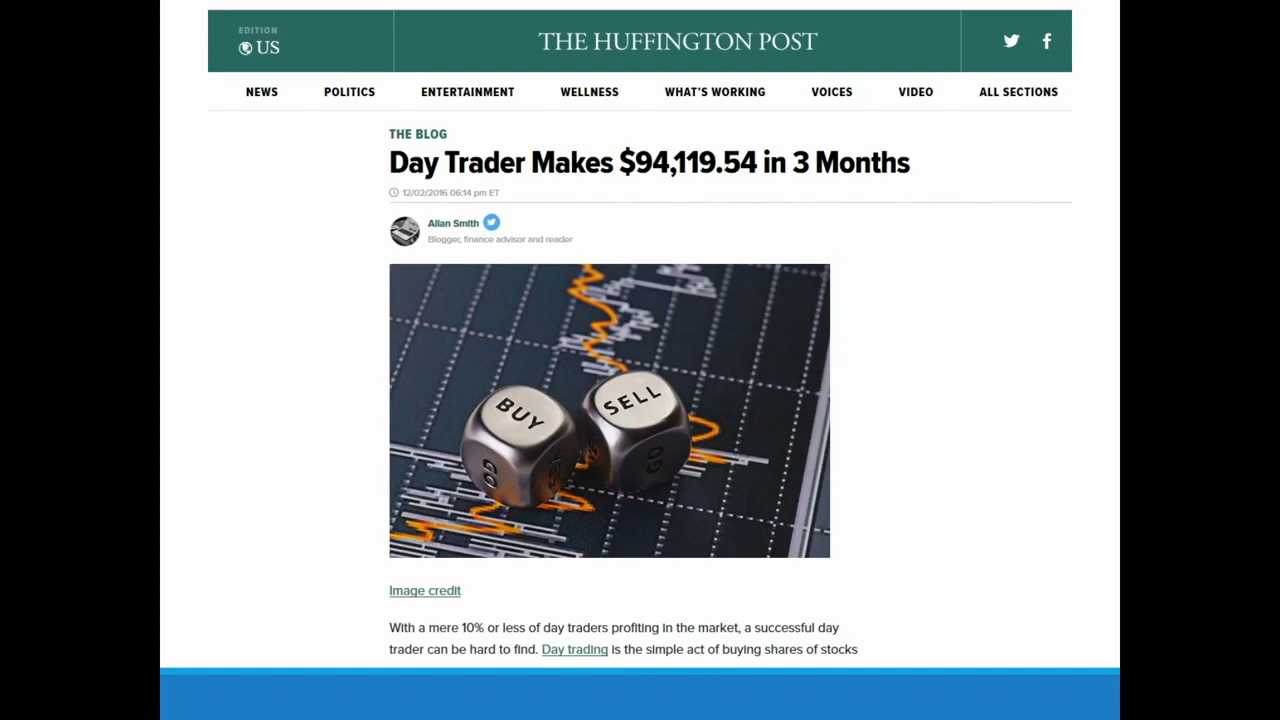 EDITION
US
THE HUFFINGTON POST
NEWS POLITICS ENTERTAINMENT WELLNESS WHAT'S WORKING VOICES VIDEO ALL SECTIONS
THE BLOG
Day Trader Makes $94,119.54 in 3 Months
12/02/2016 06:14 pm ET
Allan Smith
Blogger, finance advisor and reader
BUY
SELL
GO
GO
Image credit
With a mere 10% or less of day traders profiting in the market, a successful day
trader can be hard to find. Day trading is the simple act of buying shares of stocks